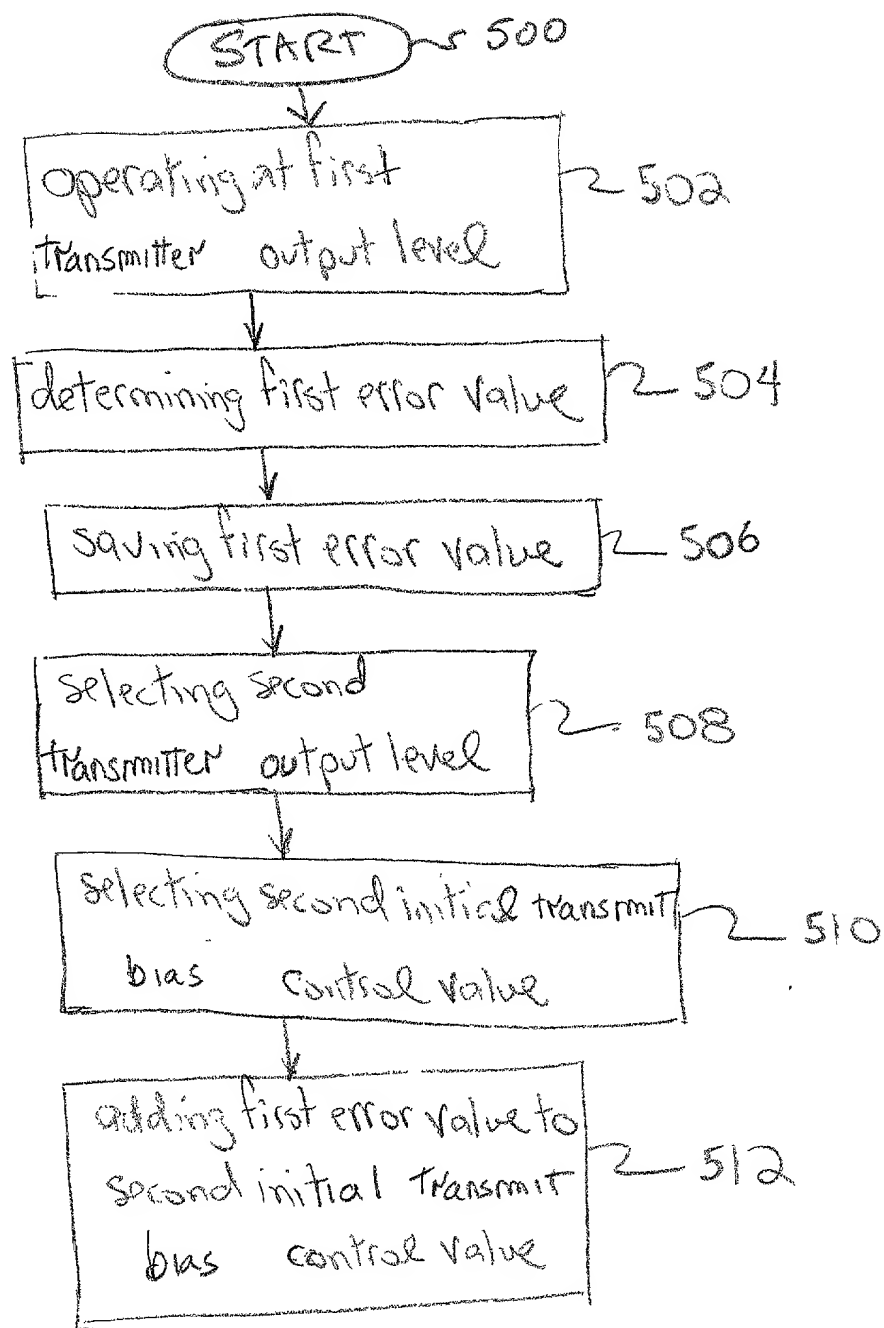 START 500
operating at first
transmitter output level
502
determining first error value 504
saving first error value 506
selecting second
transmitter output level
508
selecting second initial transmit
bias control value
510
adding first error value to
second initial transmit
bias control value
512